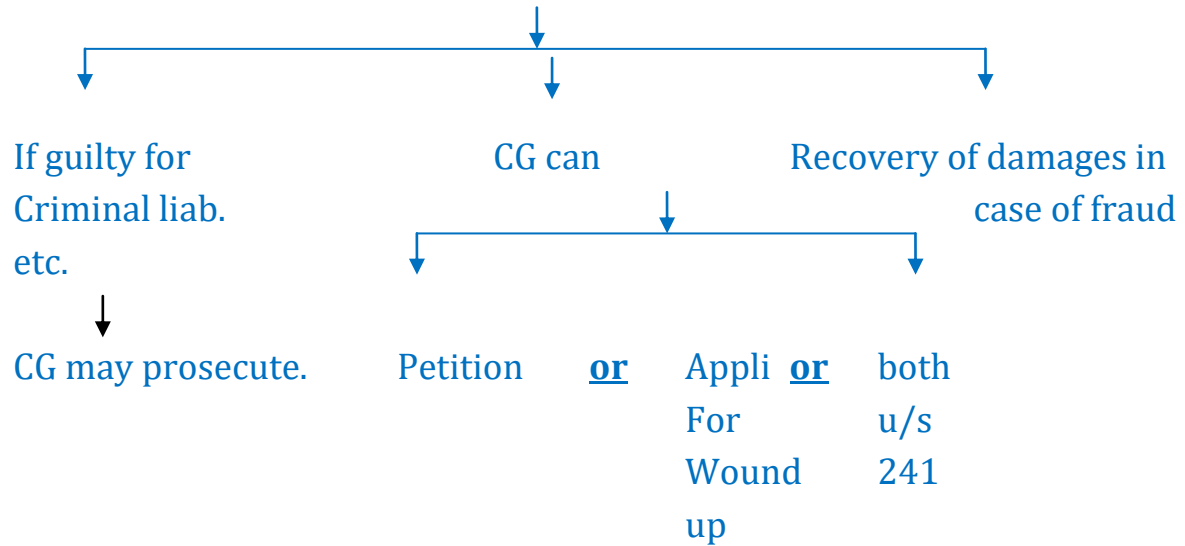 If guilty for CG can Recovery of damages in
Criminal liab. case of fraud
etc.
CG may prosecute. Petition or Appli or both
For u/s
Wound 241
up